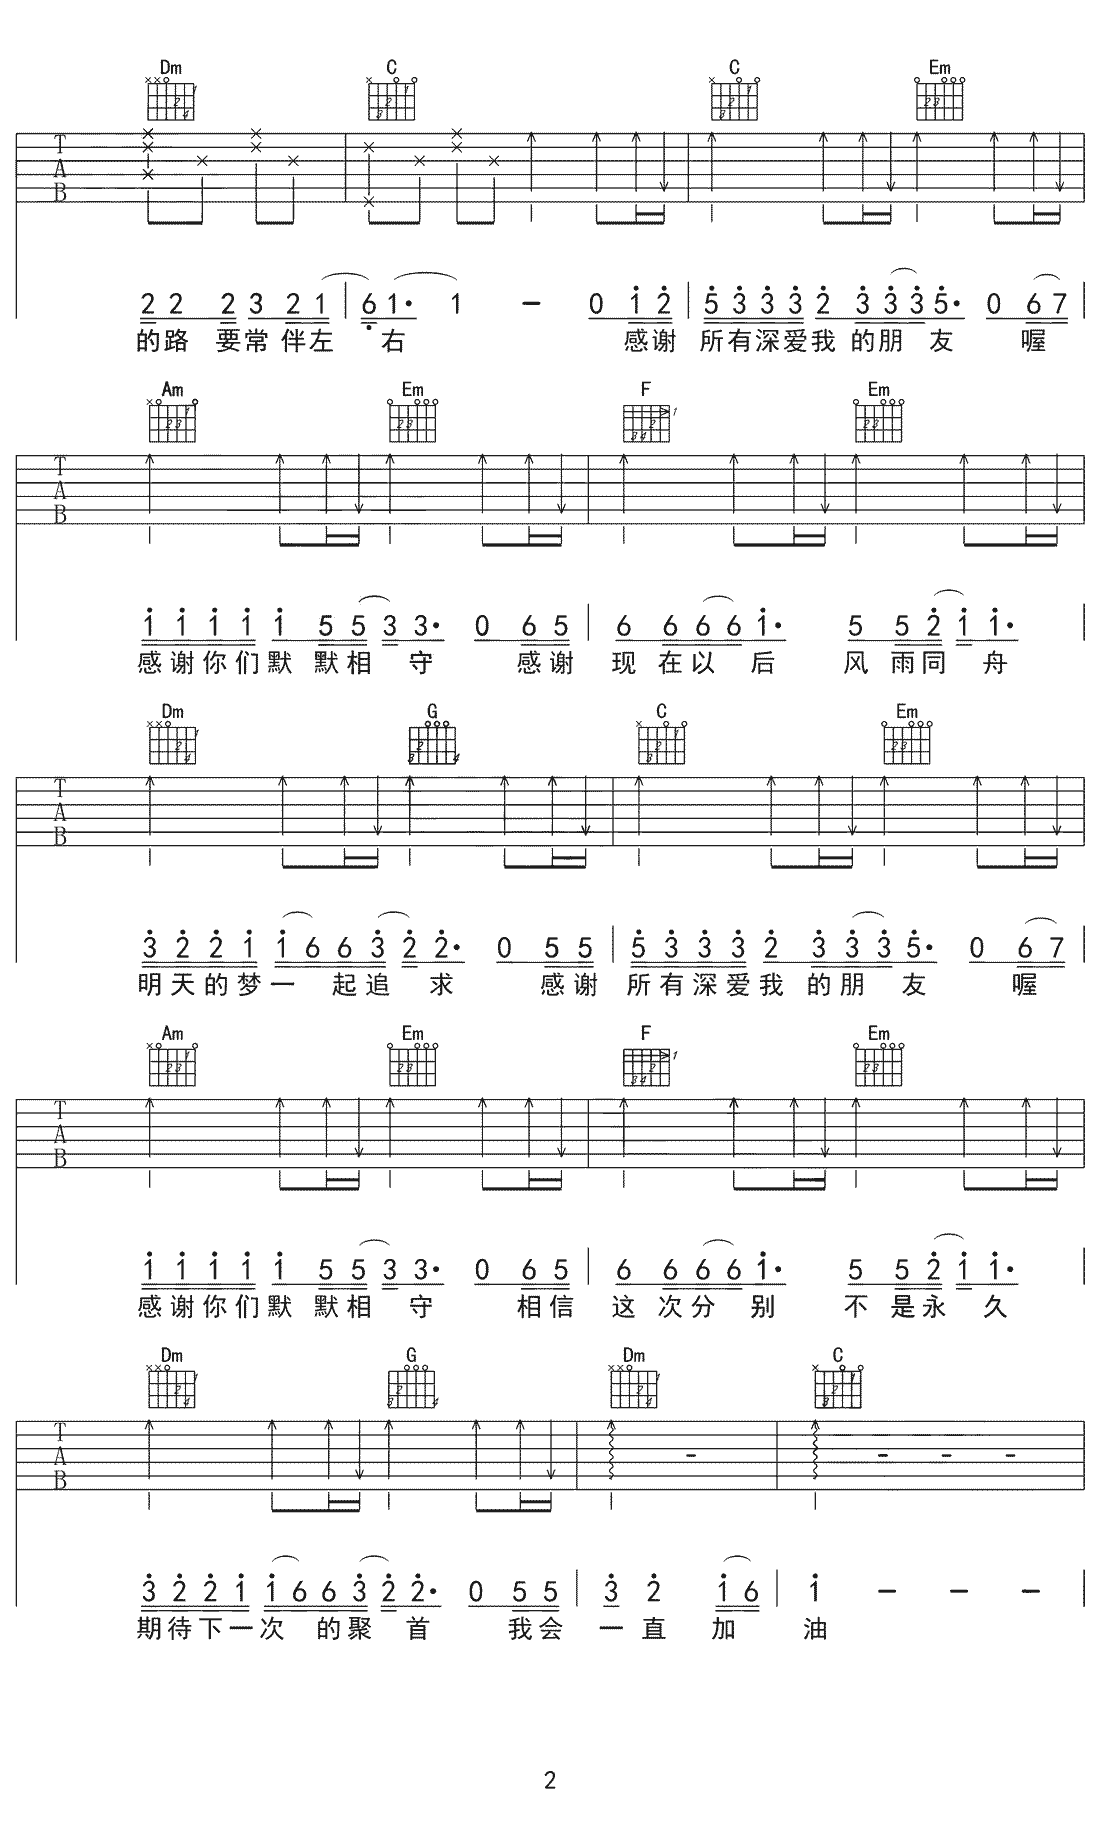 Dm C C Em
T A B
2 2 2 3 2 1 6 1· 1 – 0 1 2 5 3 3 3 2 3 3 3 5· 0 6 7
的路 要常 伴左 右 感谢 所有深爱我 的朋 友 喔
Am Em F Em
T A B
1 1 1 1 1 5 5 3 3· 0 6 5 6 6 6 6 1· 5 5 2 1 1·
感谢你们默 默相 守 感谢 现 在以 后 风 雨同 舟
Dm G C Em
T A B
3 2 2 1 1 6 6 3 2 2· 0 5 5 5 3 3 3 2 3 3 3 5· 0 6 7
明天的梦一 起追 求 感谢 所有深爱我 的朋 友 喔
Am Em F Em
T A B
1 1 1 1 1 5 5 3 3· 0 6 5 6 6 6 6 1· 5 5 2 1 1·
感谢你们默 默相 守 相信 这 次分 别 不 是永 久
Dm G Dm C
T A B
3 2 2 1 1 6 6 3 2 2· 0 5 5 3 2 1 6 1 – – –
期待下一次 的聚 首 我会 一 直 加 油
2